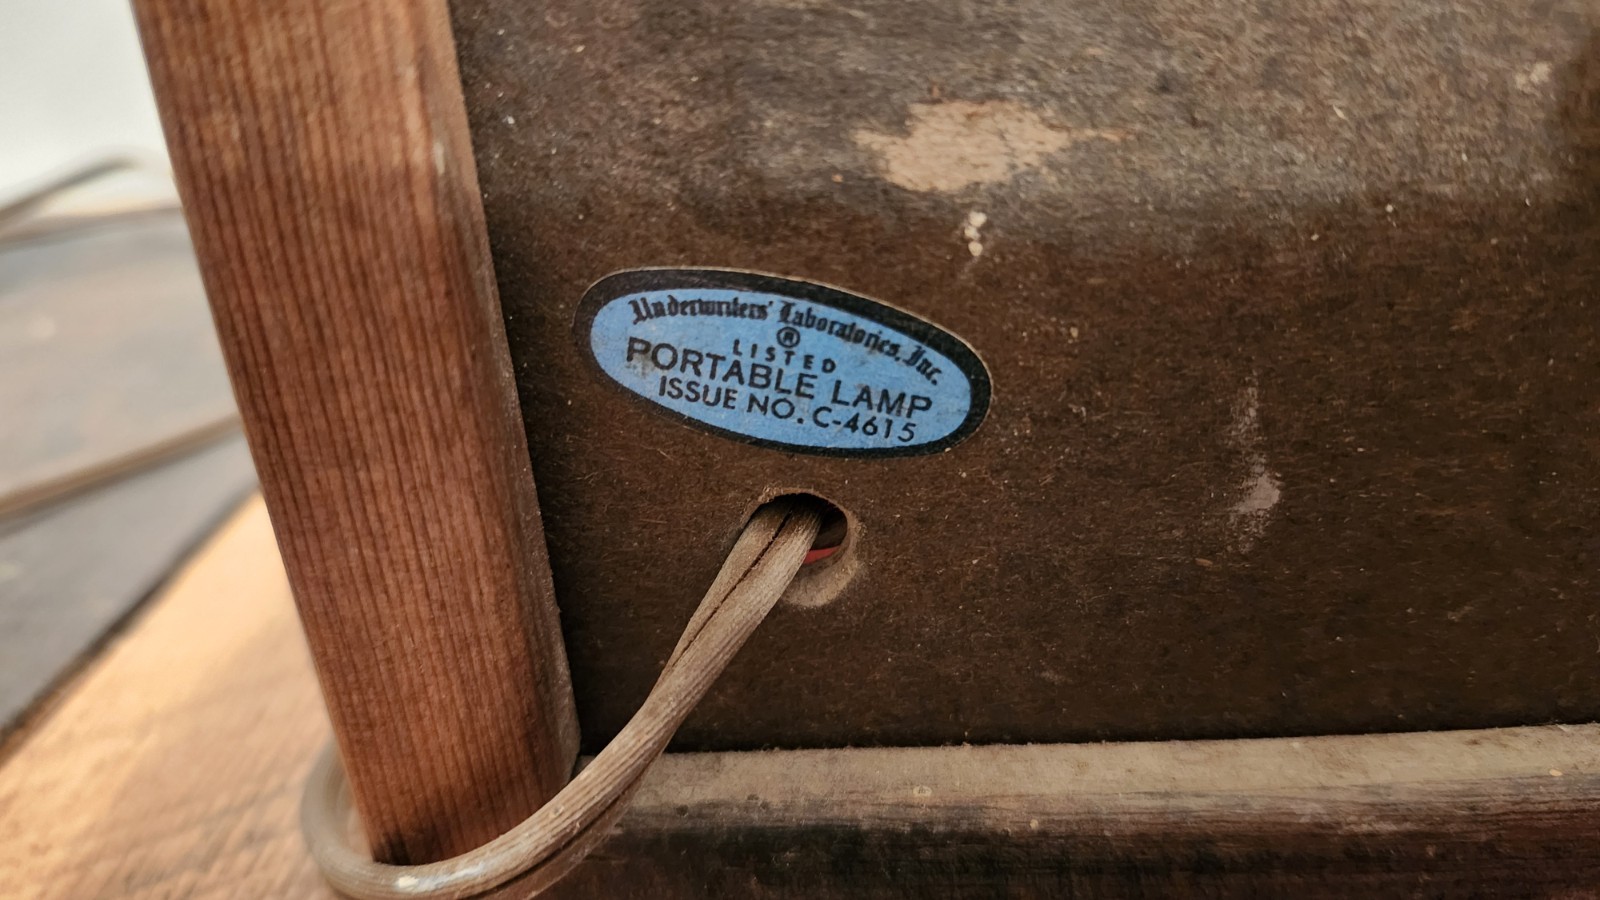 Underwriters' Laboratories, Inc.
®
LISTED
PORTABLE LAMP
ISSUE NO. C-4615